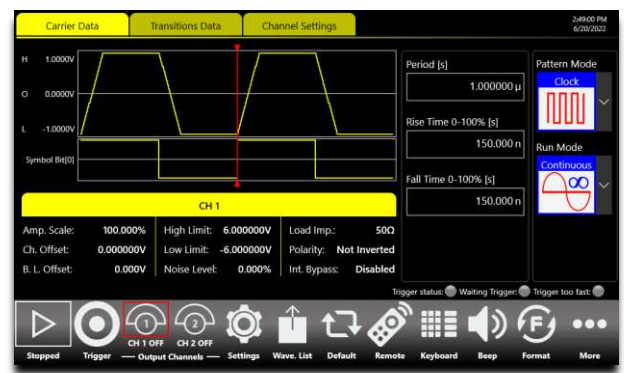 Carrier Data
Transitions Data
Channel Settings
2:49:00 PM
6/20/2022
H 1.0000V
O 0.0000V
L -1.0000V
Symbol Bit[0]
Period [s]
1.000000 µ
Rise Time 0-100% [s]
150.000 n
Fall Time 0-100% [s]
150.000 n
Pattern Mode
Clock
Run Mode
Continuous
CH 1
Amp. Scale: 100.000% High Limit: 6.000000V Load Imp.: 50Ω
Ch. Offset: 0.000000V Low Limit: -6.000000V Polarity: Not Inverted
B. L. Offset: 0.000V Noise Level: 0.000% Int. Bypass: Disabled
Trigger status: Waiting Trigger: Trigger too fast:
1 2 F
CH 1 OFF CH 2 OFF
Stopped Trigger Output Channels Settings Wave. List Default Remote Keyboard Beep Format More